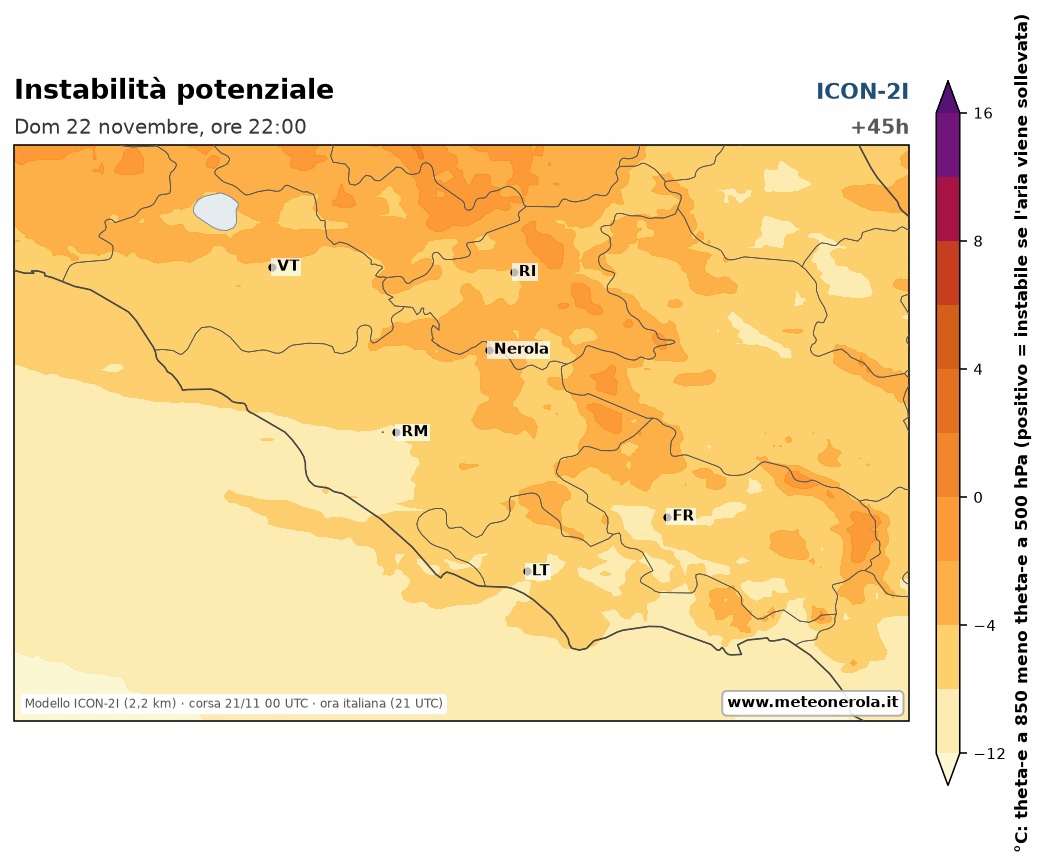 Instabilità potenziale
ICON-2I
Dom 22 novembre, ore 22:00
+45h
VT
RI
Nerola
RM
FR
LT
Modello ICON-2I (2,2 km) · corsa 21/11 00 UTC · ora italiana (21 UTC)
www.meteonerola.it
16
8
4
0
−4
−12
°C: theta-e a 850 meno theta-e a 500 hPa (positivo = instabile se l'aria viene sollevata)